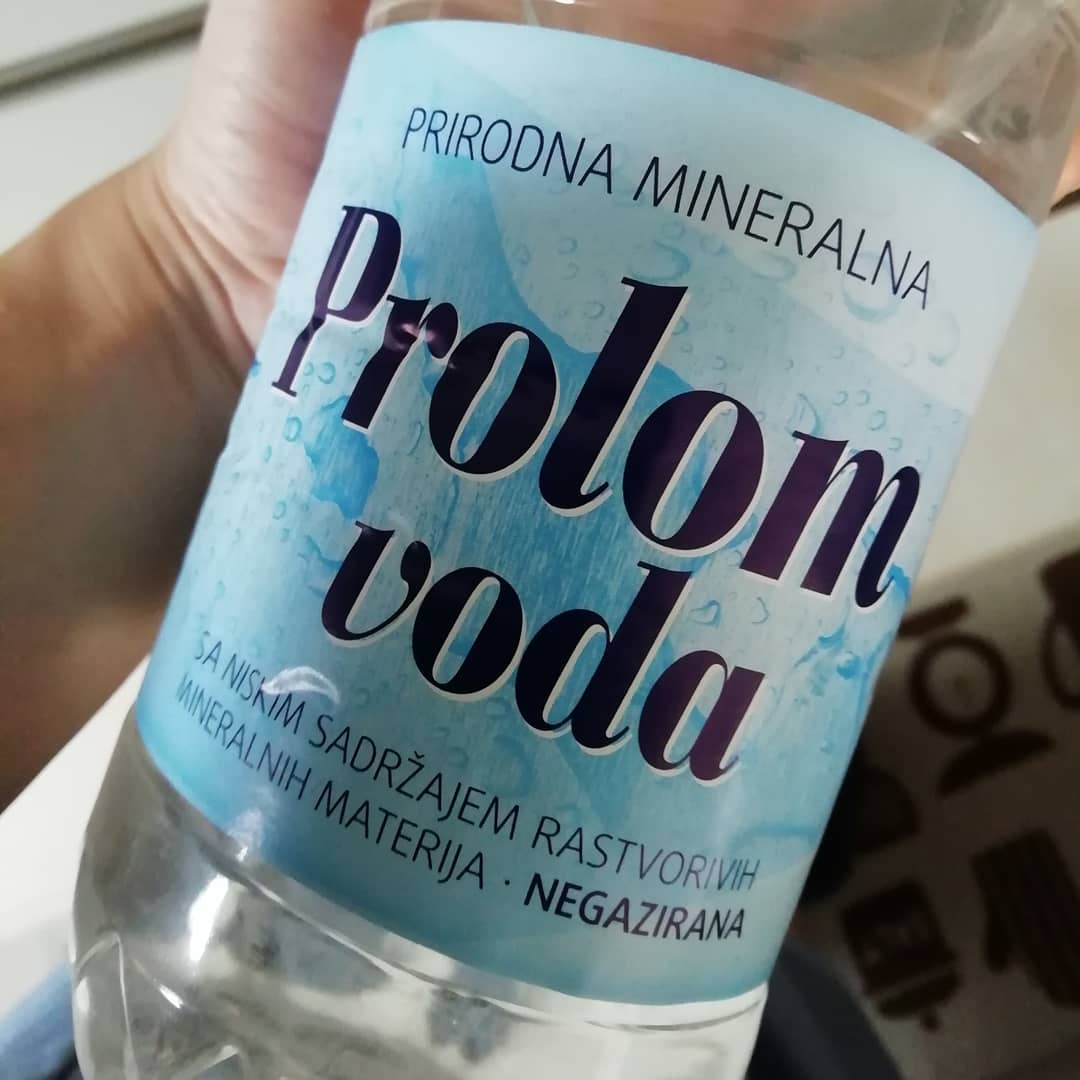 PRIRODNA MINERALNA
Prolom
voda
SA NISKIM SADRŽAJEM RASTVORIVIH
MINERALNIH MATERIJA · NEGAZIRANA